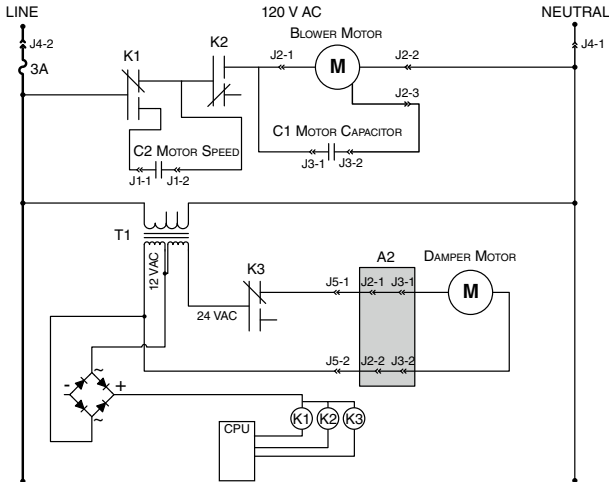 LINE
120 V AC
NEUTRAL
J4-2
3A
K1
K2
BLOWER MOTOR
J2-1
M
J2-2
J4-1
J2-3
C1 MOTOR CAPACITOR
J3-1
J3-2
C2 MOTOR SPEED
J1-1
J1-2
T1
12 VAC
24 VAC
K3
A2
DAMPER MOTOR
J5-1
J2-1
J3-1
M
J5-2
J2-2
J3-2
-
~
+
~
K1
K2
K3
CPU